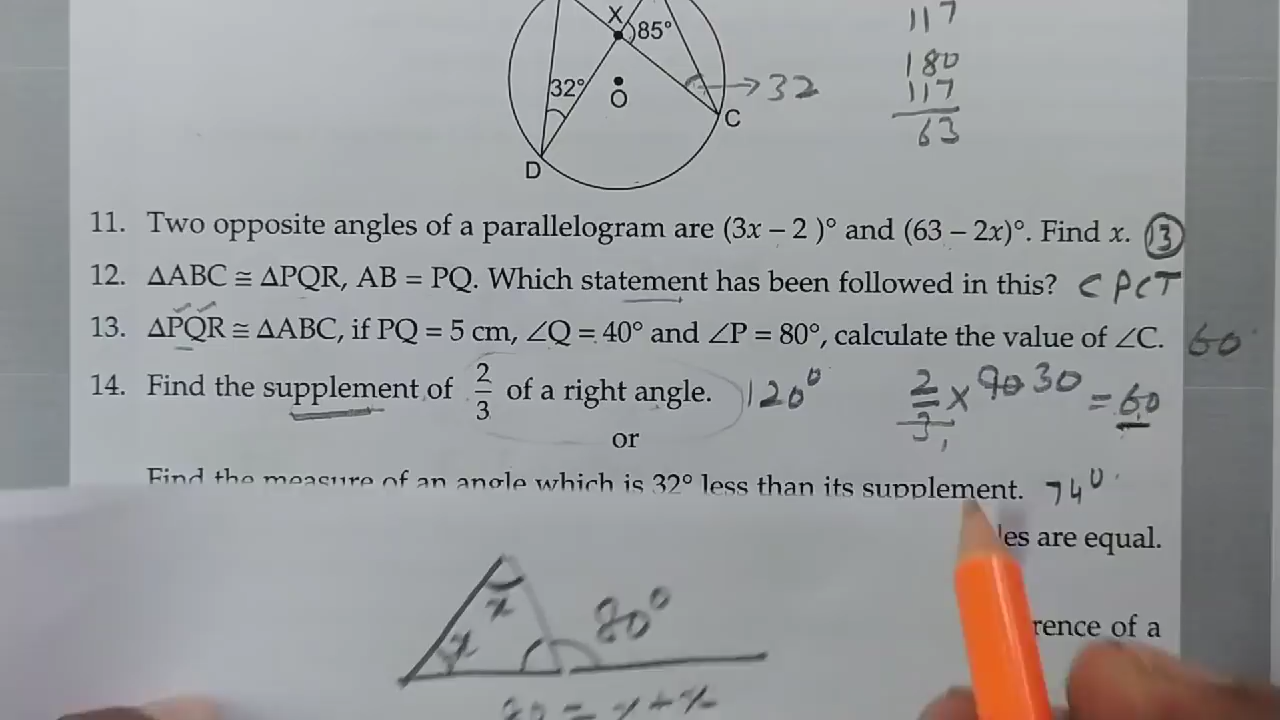 X 85° 117
32° O → 32 180
117
C 63
D
11. Two opposite angles of a parallelogram are (3x – 2 )° and (63 – 2x)°. Find x. 13
12. ΔABC ≅ ΔPQR, AB = PQ. Which statement has been followed in this? CPCT
13. ΔPQR ≅ ΔABC, if PQ = 5 cm, ∠Q = 40° and ∠P = 80°, calculate the value of ∠C. 60°
14. Find the supplement of 2/3 of a right angle. 120° 2/3 × 90 30 = 60
or
Find the measure of an angle which is 32° less than its supplement. 74°
les are equal.
x 80°
rence of a
x
80 = x + x